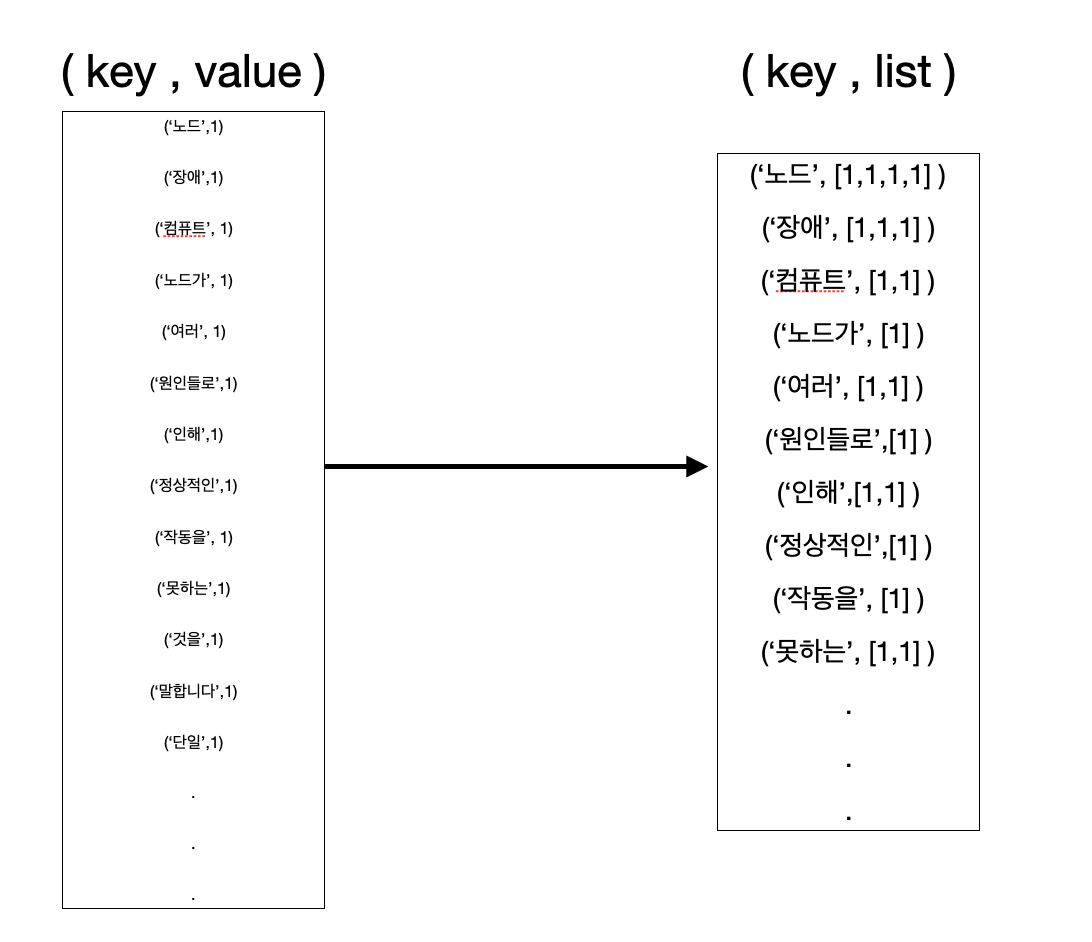 ( key , value )
(‘노드’,1)
(‘장애’,1)
(‘컴퓨트’, 1)
(‘노드가’, 1)
(‘여러’, 1)
(‘원인들로’,1)
(‘인해’,1)
(‘정상적인’,1)
(‘작동을’, 1)
(‘못하는’,1)
(‘것을’,1)
(‘말합니다’,1)
(‘단일’,1)
.
.
.
( key , list )
(‘노드’, [1,1,1,1] )
(‘장애’, [1,1,1] )
(‘컴퓨트’, [1,1] )
(‘노드가’, [1] )
(‘여러’, [1,1] )
(‘원인들로’,[1] )
(‘인해’,[1,1] )
(‘정상적인’,[1] )
(‘작동을’, [1] )
(‘못하는’, [1,1] )
.
.
.